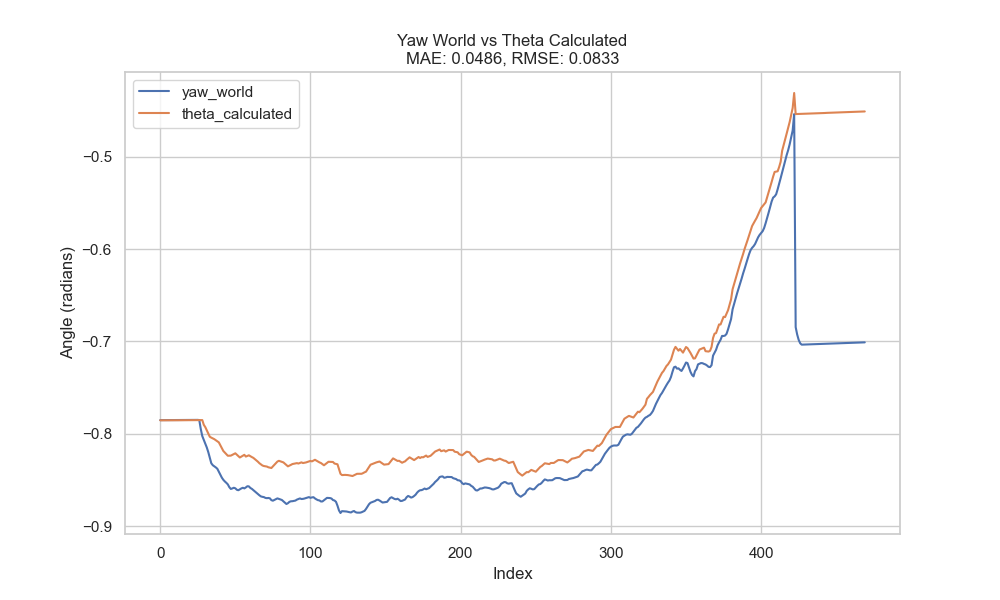 Yaw World vs Theta Calculated
MAE: 0.0486, RMSE: 0.0833
yaw_world
theta_calculated
Angle (radians)
−0.5
−0.6
−0.7
−0.8
−0.9
0
100
200
300
400
Index